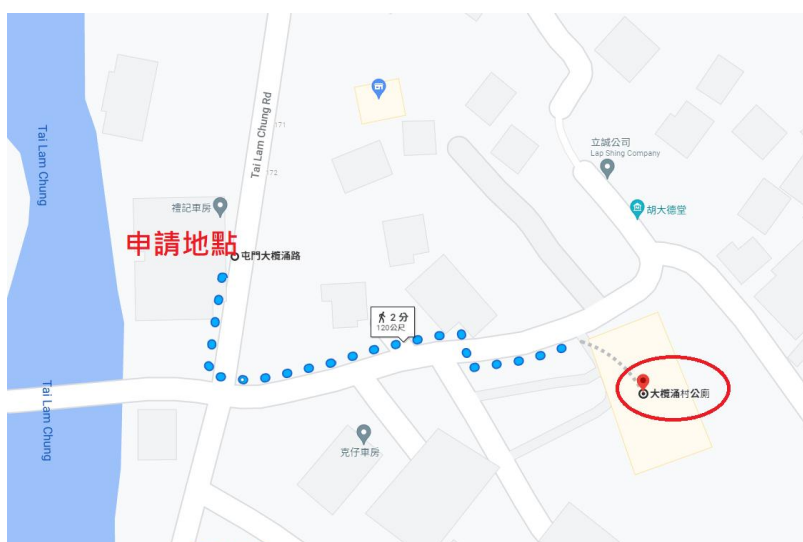 Tai Lam Chung Rd
171
172
Tai Lam Chung
立誠公司
Lap Shing Company
禮記車房
胡大德堂
申請地點
屯門大欖涌路
2 分
120公尺
Tai Lam Chung
大欖涌村公廁
克仔車房